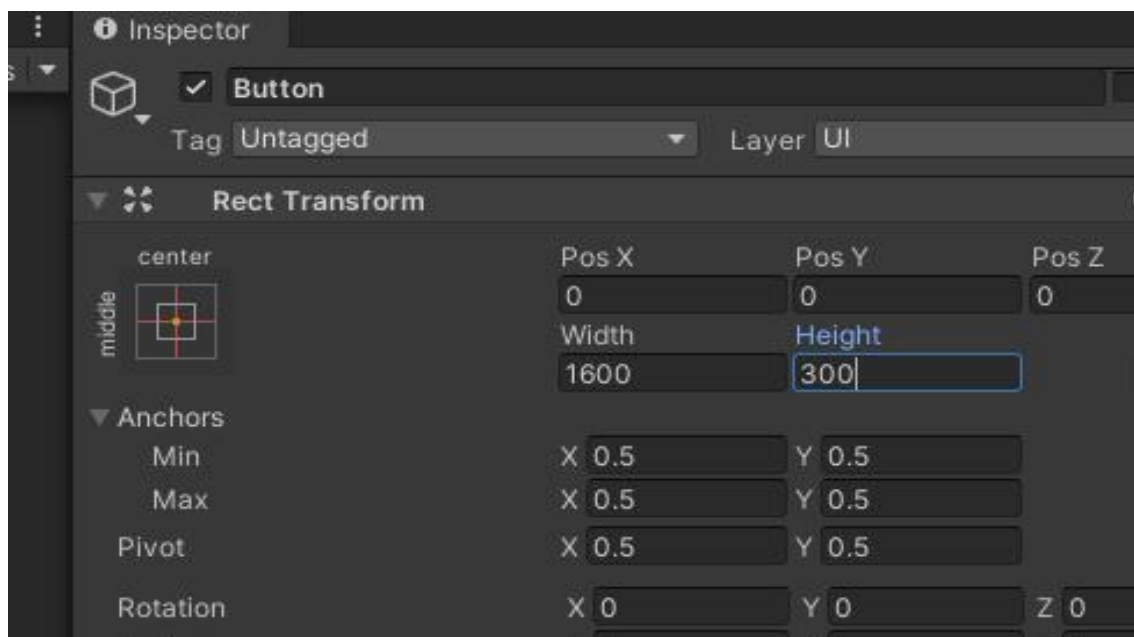 Inspector
Button
Tag Untagged Layer UI
Rect Transform
center
middle
Pos X Pos Y Pos Z
0 0 0
Width Height
1600 300
Anchors
Min X 0.5 Y 0.5
Max X 0.5 Y 0.5
Pivot X 0.5 Y 0.5
Rotation X 0 Y 0 Z 0